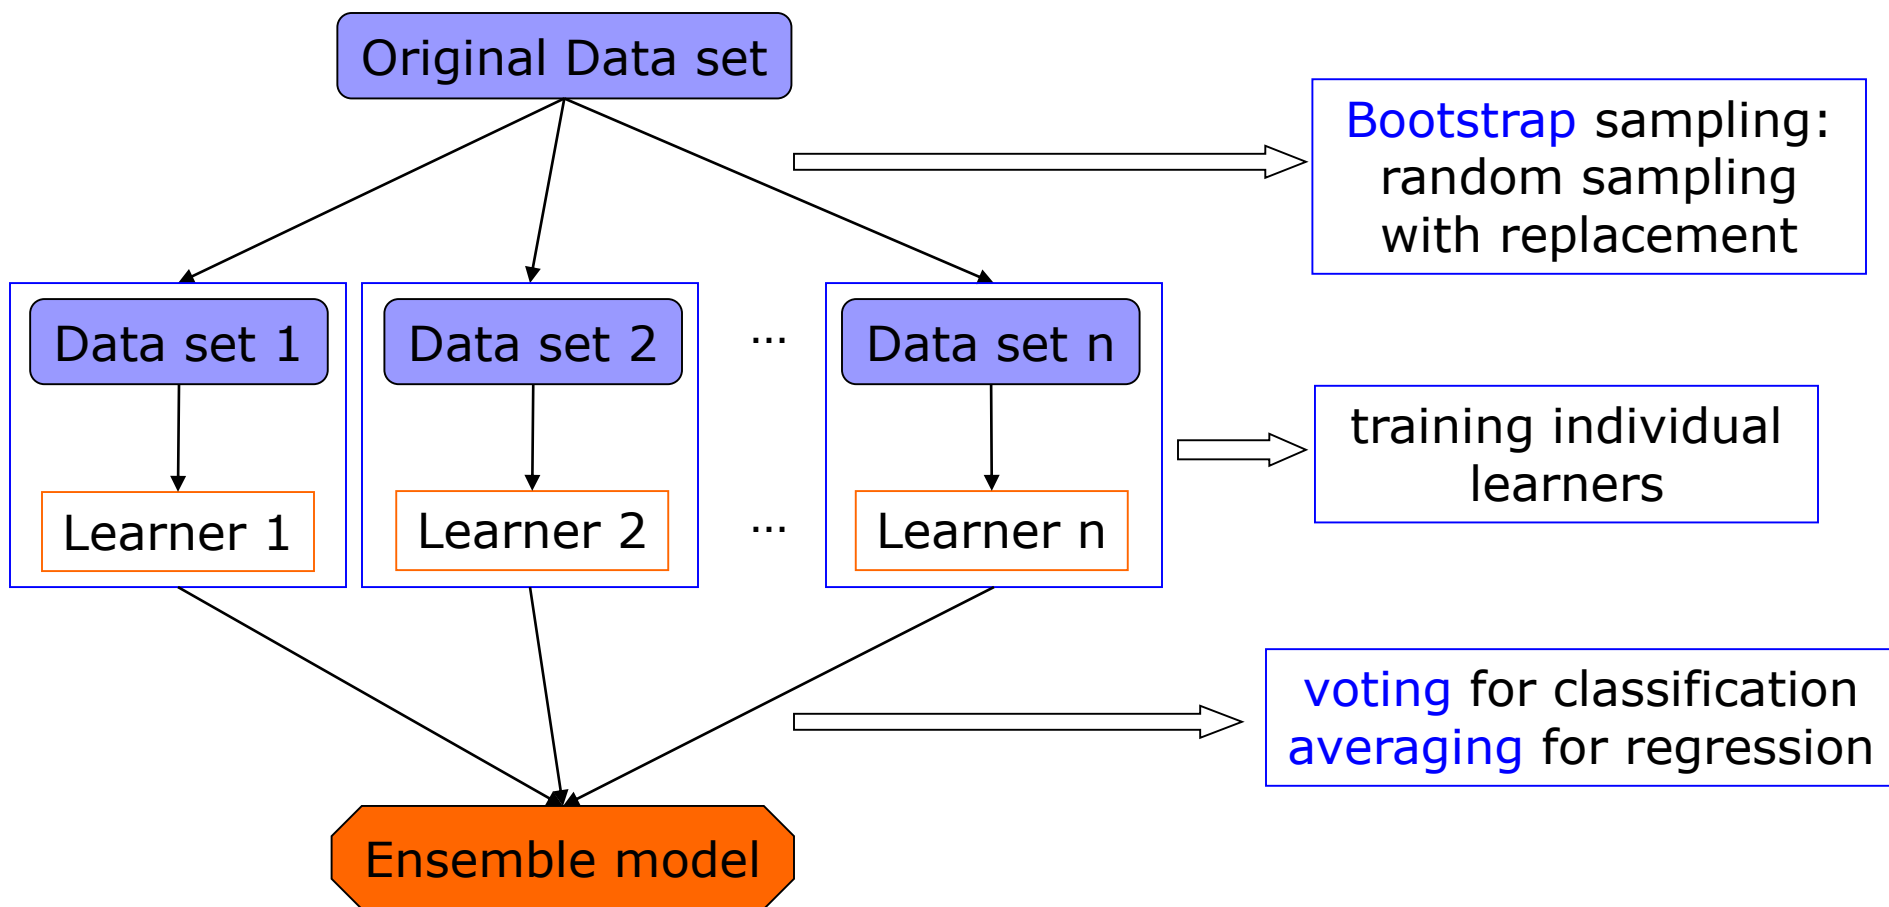 Original Data set
Bootstrap sampling:
random sampling
with replacement
Data set 1
Data set 2
...
Data set n
training individual
learners
Learner 1
Learner 2
...
Learner n
voting for classification
averaging for regression
Ensemble model